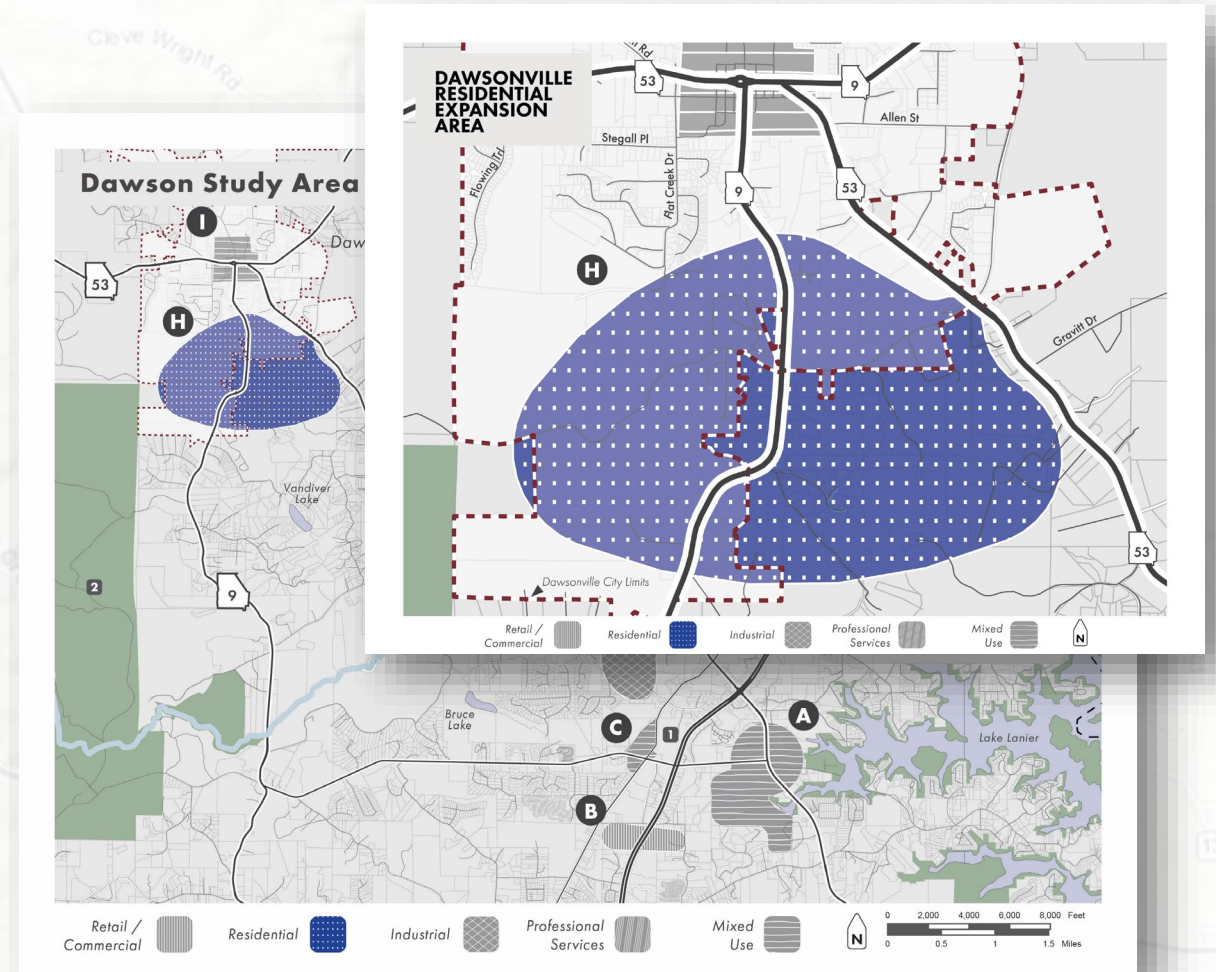 Cleve Wright Rd
Dawson Study Area
I
Daw
53
H
Vandiver
Lake
2
9
Bruce
Lake
C
1
A
Lake Lanier
B
Retail /
Commercial
Residential
Industrial
Professional
Services
Mixed
Use
N
0 2,000 4,000 6,000 8,000 Feet
0 0.5 1 1.5 Miles
DAWSONVILLE
RESIDENTIAL
EXPANSION
AREA
Rd
53
9
Allen St
Stegall Pl
Flowing Trl
Flat Creek Dr
9
53
H
Gravitt Dr
53
Dawsonville City Limits
Retail /
Commercial
Residential
Industrial
Professional
Services
Mixed
Use
N